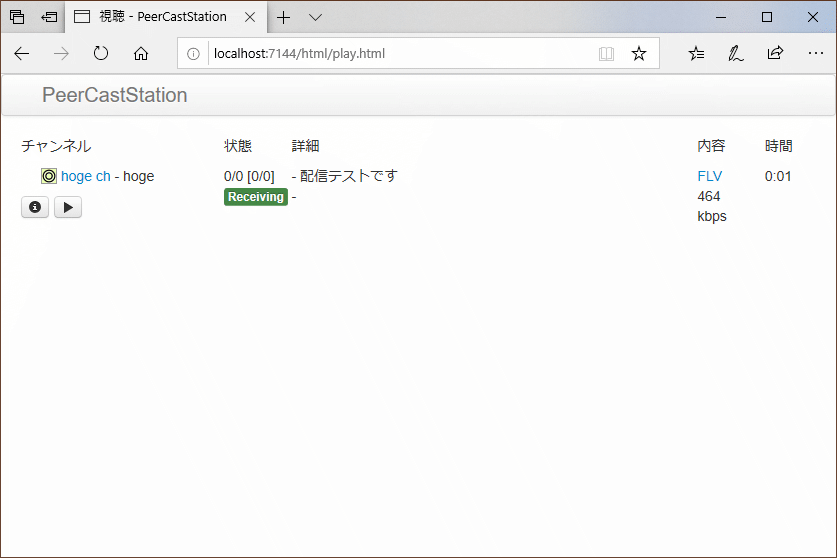 視聴 - PeerCastStation
localhost:7144/html/play.html
PeerCastStation
チャンネル 状態 詳細 内容 時間
hoge ch - hoge 0/0 [0/0] - 配信テストです FLV 0:01
Receiving - 464
kbps